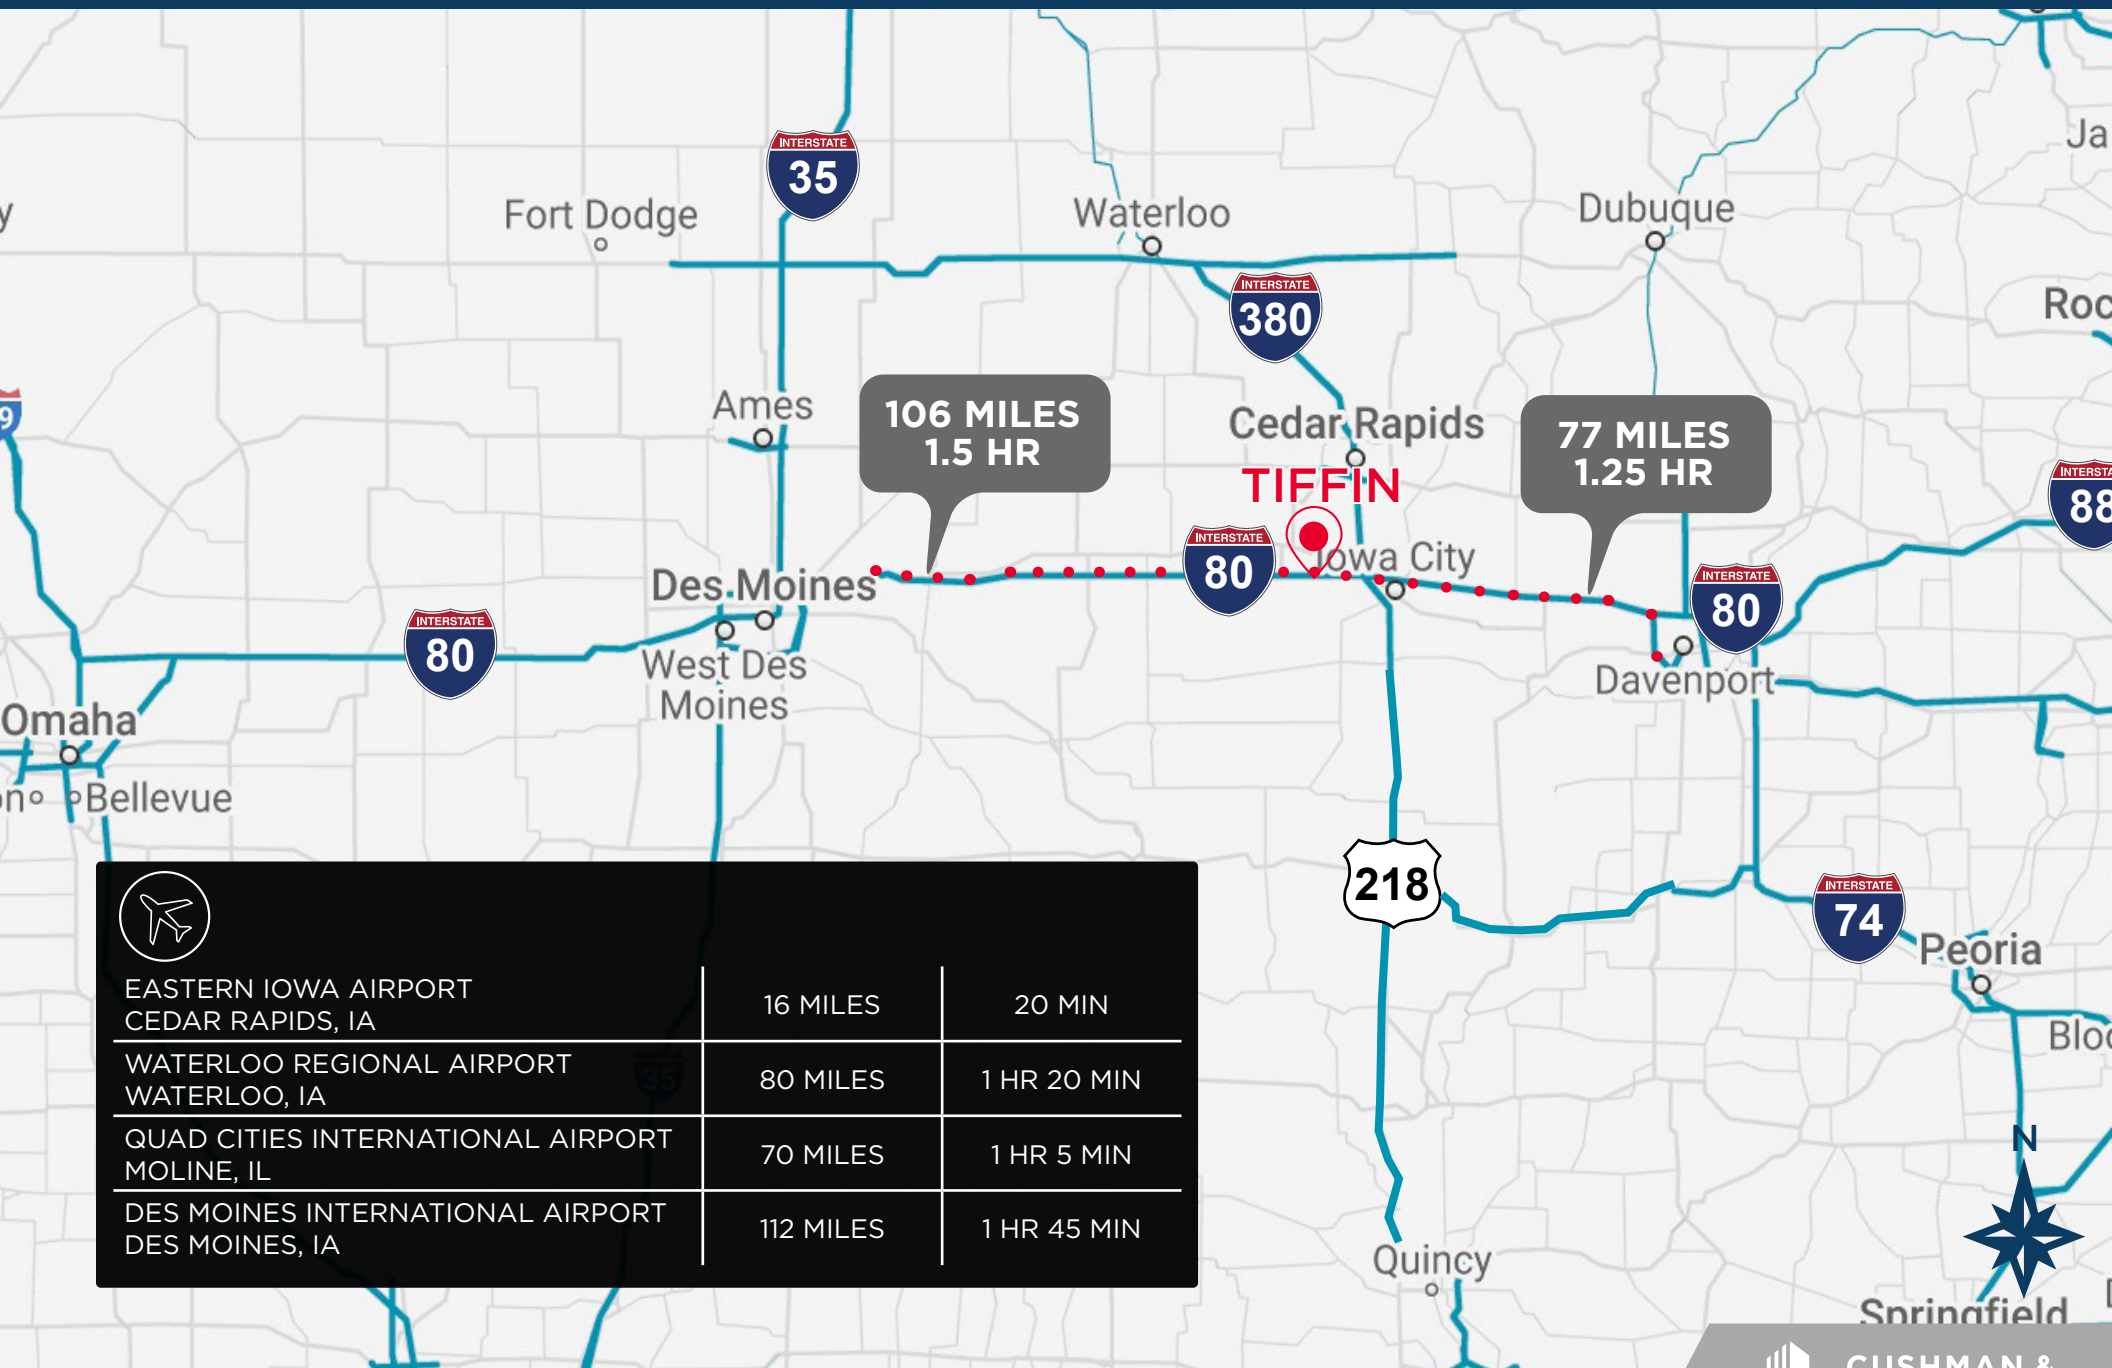 INTERSTATE
35
Fort Dodge
Waterloo
Dubuque
INTERSTATE
380
Ames
106 MILES
1.5 HR
Cedar Rapids
77 MILES
1.25 HR
TIFFIN
INTERSTATE
80
Iowa City
88
Des Moines
INTERSTATE
80
INTERSTATE
80
West Des
Moines
Davenport
Omaha
Bellevue
218
INTERSTATE
74
Peoria
EASTERN IOWA AIRPORT
CEDAR RAPIDS, IA
16 MILES
20 MIN
WATERLOO REGIONAL AIRPORT
WATERLOO, IA
80 MILES
1 HR 20 MIN
35
QUAD CITIES INTERNATIONAL AIRPORT
MOLINE, IL
70 MILES
1 HR 5 MIN
DES MOINES INTERNATIONAL AIRPORT
DES MOINES, IA
112 MILES
1 HR 45 MIN
N
Quincy
Springfield
CUSHMAN &